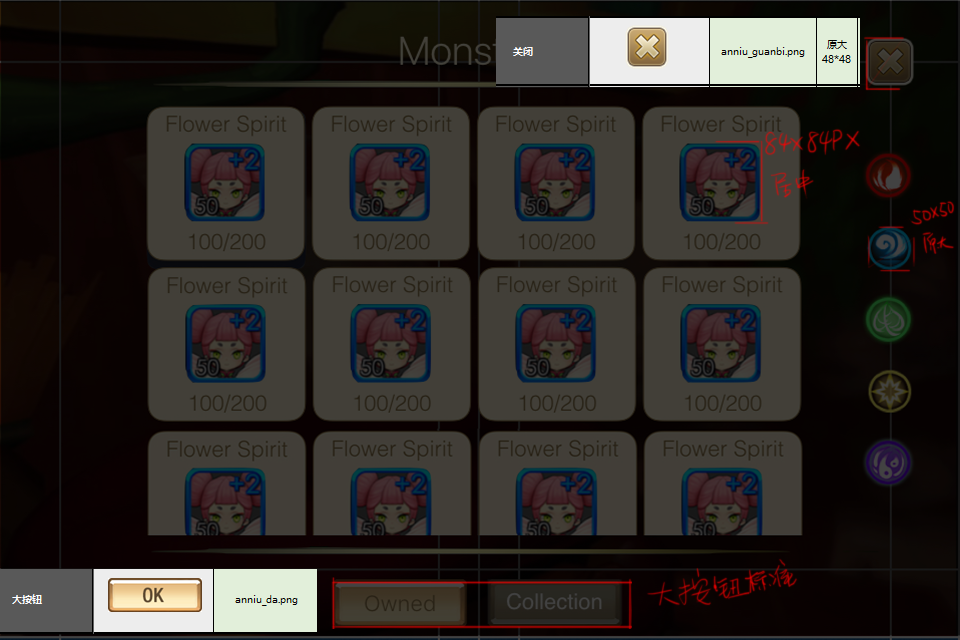 Monst
关闭
anniu_guanbi.png
原大
48*48
Flower Spirit
Flower Spirit
Flower Spirit
Flower Spirit
+2
+2
+2
+2
84x84PX
居中
50
50
50
50
100/200
100/200
100/200
100/200
50x50
原大
Flower Spirit
Flower Spirit
Flower Spirit
Flower Spirit
+2
+2
+2
+2
50
50
50
50
100/200
100/200
100/200
100/200
Flower Spirit
Flower Spirit
Flower Spirit
Flower Spirit
+2
+2
+2
+2
50
50
50
50
大按钮
OK
anniu_da.png
Owned
Collection
大按钮标准